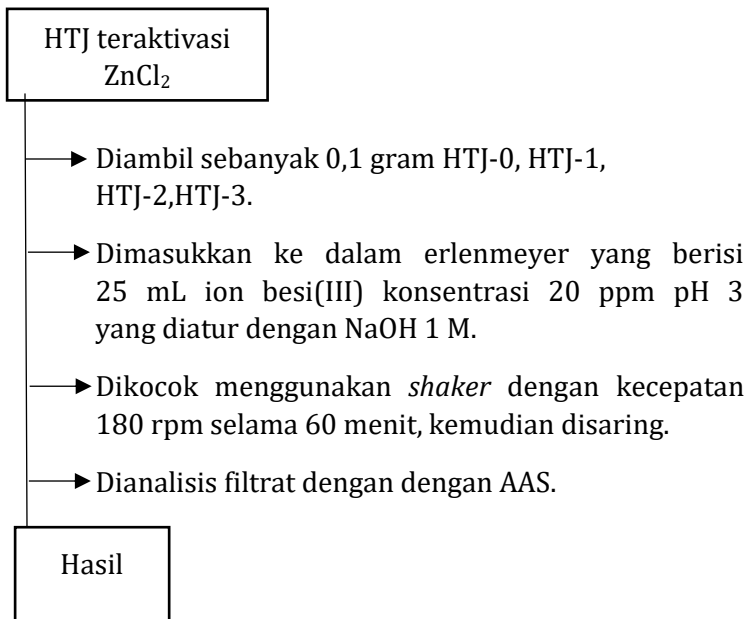 HTJ teraktivasi
ZnCl₂
Diambil sebanyak 0,1 gram HTJ-0, HTJ-1,
HTJ-2,HTJ-3.
Dimasukkan ke dalam erlenmeyer yang berisi
25 mL ion besi(III) konsentrasi 20 ppm pH 3
yang diatur dengan NaOH 1 M.
Dikocok menggunakan shaker dengan kecepatan
180 rpm selama 60 menit, kemudian disaring.
Dianalisis filtrat dengan dengan AAS.
Hasil